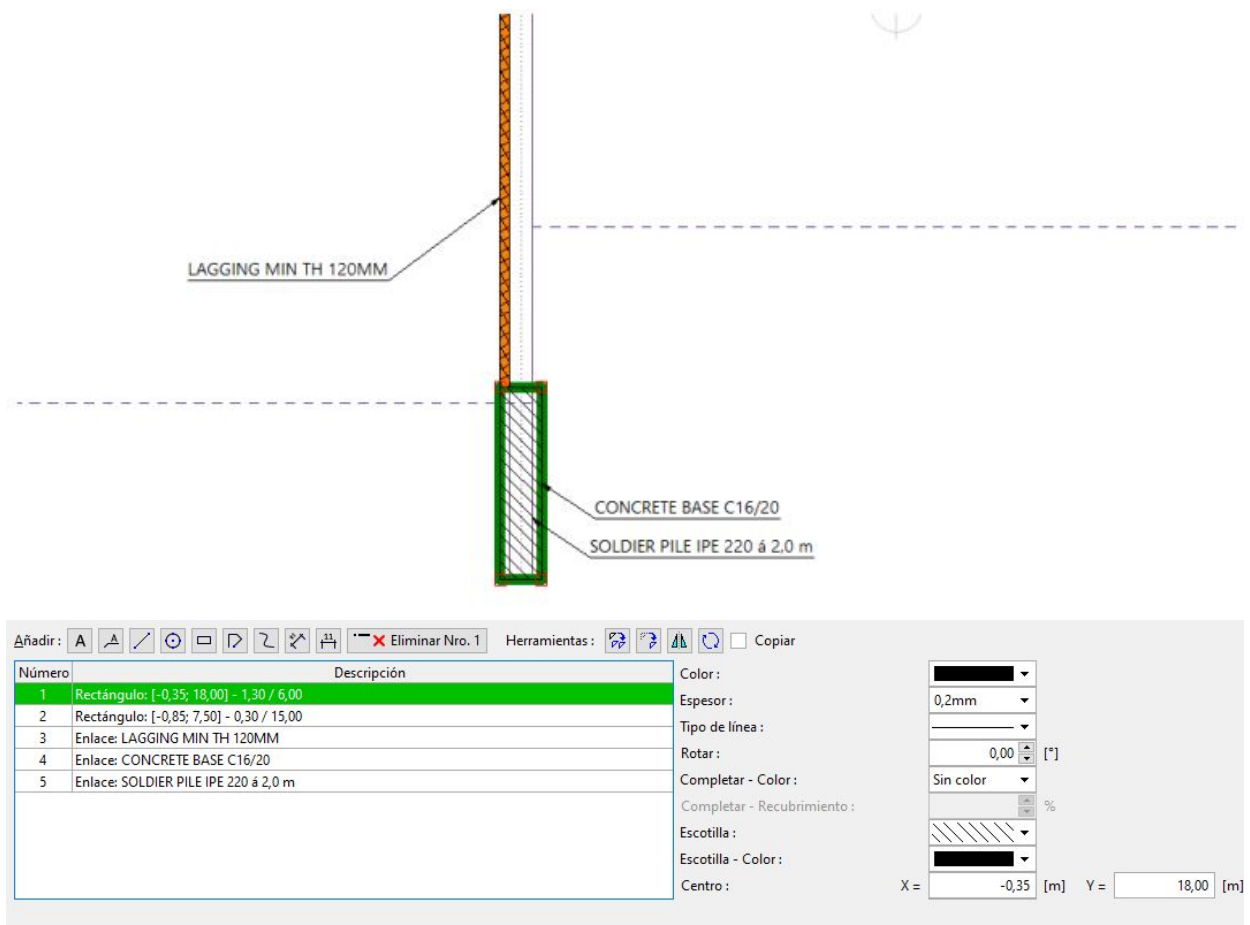 LAGGING MIN TH 120MM
CONCRETE BASE C16/20
SOLDIER PILE IPE 220 á 2,0 m
Añadir : A A 11 Eliminar Nro. 1 Herramientas : Copiar
Número Descripción
1 Rectángulo: [-0,35; 18,00] - 1,30 / 6,00
2 Rectángulo: [-0,85; 7,50] - 0,30 / 15,00
3 Enlace: LAGGING MIN TH 120MM
4 Enlace: CONCRETE BASE C16/20
5 Enlace: SOLDIER PILE IPE 220 á 2,0 m
Color :
Espesor : 0,2mm
Tipo de línea :
Rotar : 0,00 [°]
Completar - Color : Sin color
Completar - Recubrimiento : %
Escotilla :
Escotilla - Color :
Centro : X = -0,35 [m] Y = 18,00 [m]